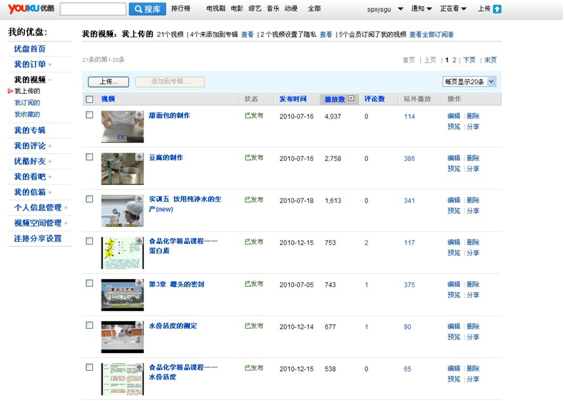 YOUKU 优酷
搜库
排行榜
电视剧 电影 综艺 音乐 动漫 全部
spxysgu 通知 正在看 上传
我的优盘:
优盘首页
我的订单
我的视频
我上传的
我订阅的
我收藏的
我的专辑
我的评论
优酷好友
我的看吧
我的信箱
个人信息管理
视频空间管理
连接分享设置
我的视频，我上传的 21个视频 | 4个未添加到专辑 查看 | 2个视频设置了隐私 查看 | 5个会员订阅了我的视频 查看全部订阅者
21条的第1-20条
首页 | 上页 | 1 2 | 下页 | 末页
上传... 添加到专辑...
每页显示20条
视频 状态 发布时间 播放数 评论数 站外播放 操作
甜面包的制作 已发布 2010-07-16 4,037 0 114 编辑 | 删除
预览 | 分享
豆腐的制作 已发布 2010-07-16 2,758 0 386 编辑 | 删除
预览 | 分享
实训五 饮用纯净水的生
产(new)
已发布 2010-07-18 1,613 0 341 编辑 | 删除
预览 | 分享
食品化学精品课程——
蛋白质
已发布 2010-12-15 753 2 117 编辑 | 删除
预览 | 分享
第3章 罐头的密封 已发布 2010-07-05 743 1 375 编辑 | 删除
预览 | 分享
水份活度的测定 已发布 2010-12-14 677 1 90 编辑 | 删除
预览 | 分享
食品化学精品课程——
水份活度
已发布 2010-12-15 538 0 65 编辑 | 删除
预览 | 分享